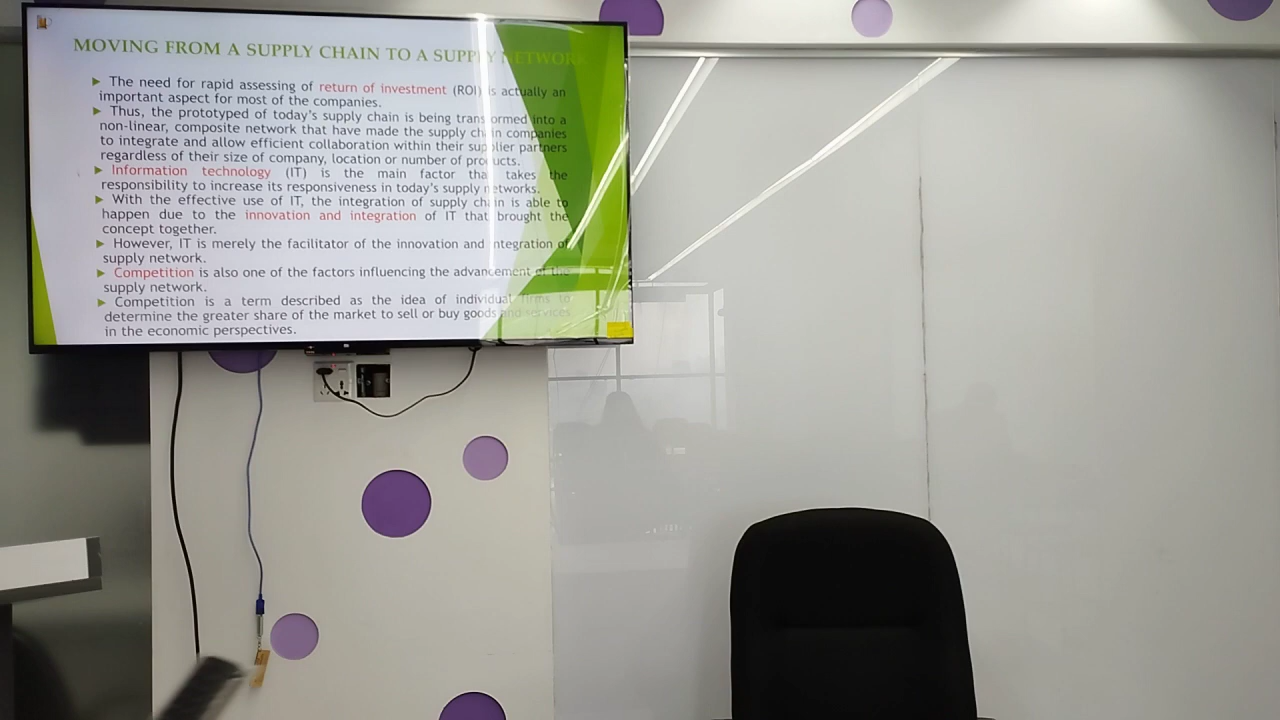 MOVING FROM A SUPPLY CHAIN TO A SUPPLY NETWORK
The need for rapid assessing of return of investment (ROI) is actually an
important aspect for most of the companies.
Thus, the prototyped of today's supply chain is being transformed into a
non-linear, composite network that have made the supply chain companies
to integrate and allow efficient collaboration within their supplier partners
regardless of their size of company, location or number of products.
Information technology (IT) is the main factor that takes the
responsibility to increase its responsiveness in today's supply networks.
With the effective use of IT, the integration of supply chain is able to
happen due to the innovation and integration of IT that brought the
concept together.
However, IT is merely the facilitator of the innovation and integration of
supply network.
Competition is also one of the factors influencing the advancement of the
supply network.
Competition is a term described as the idea of individual firms to
determine the greater share of the market to sell or buy goods and services
in the economic perspectives.